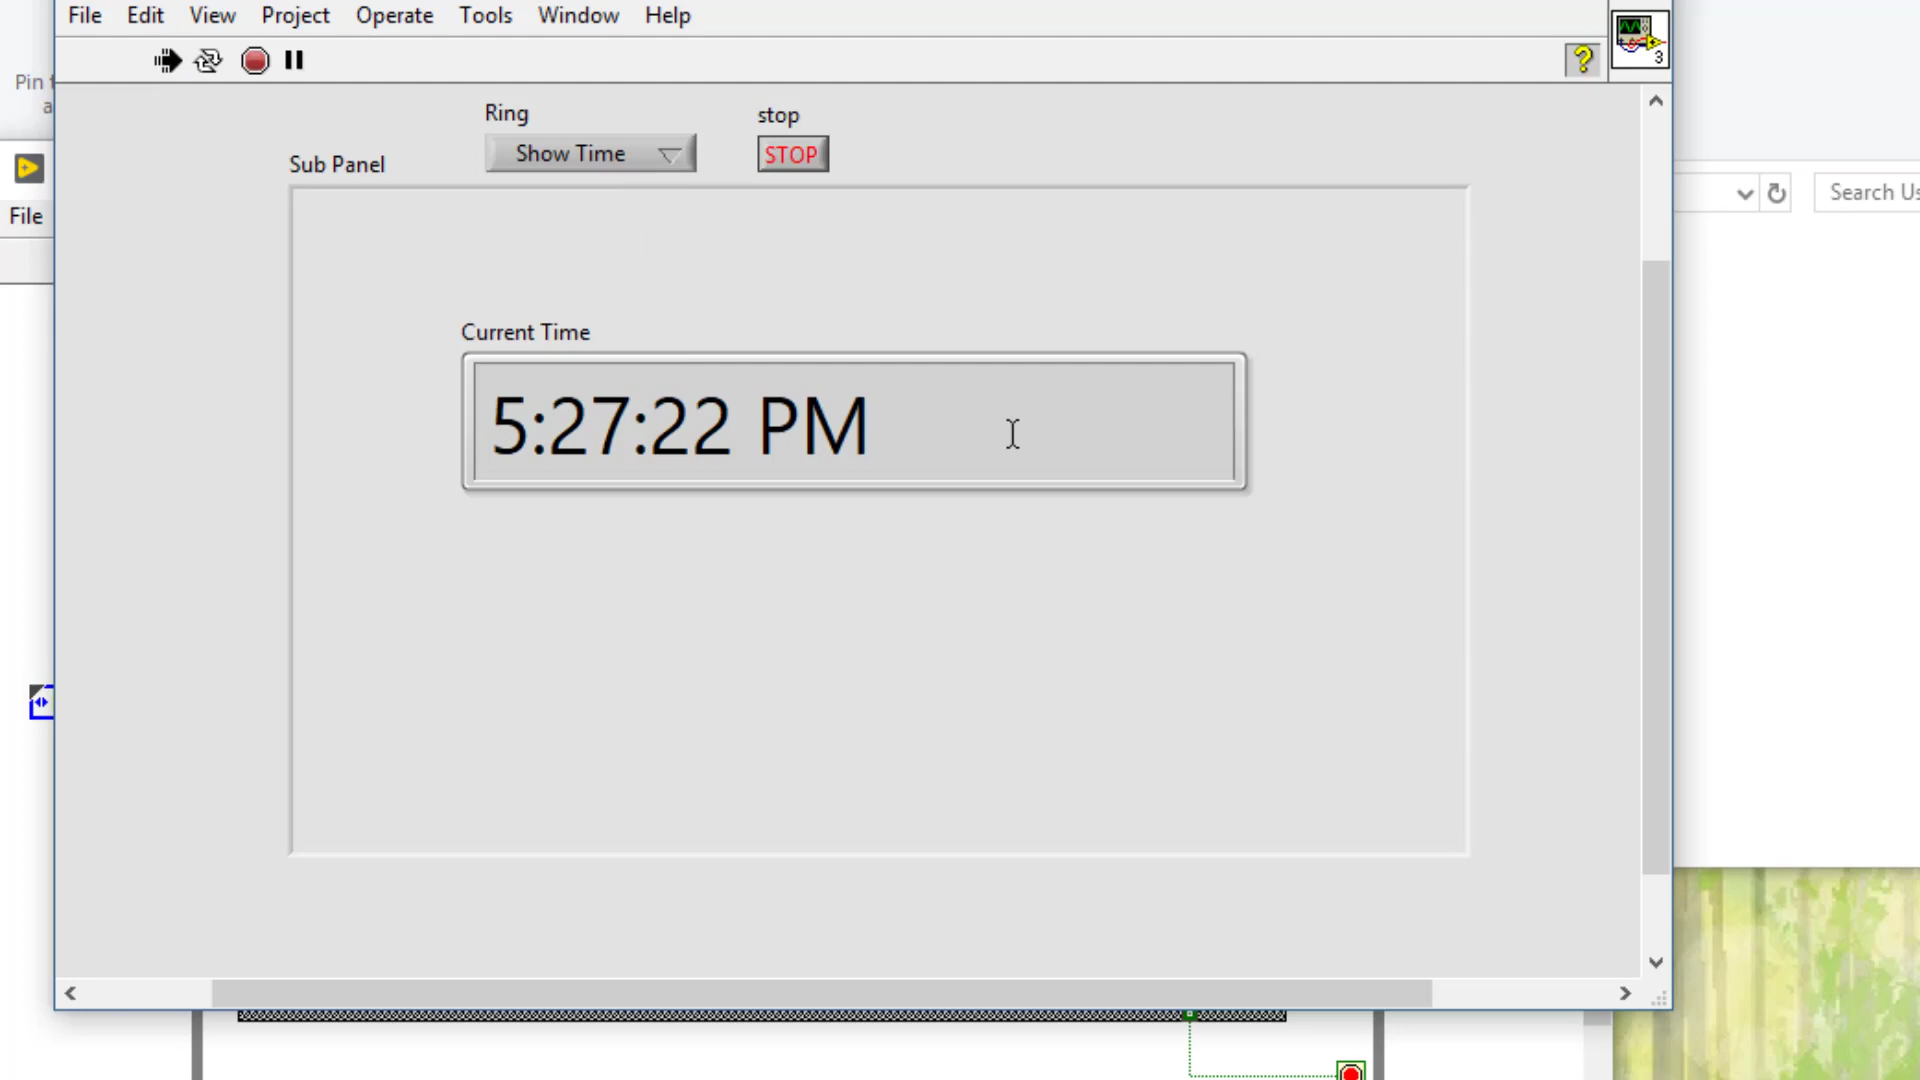 File Edit View Project Operate Tools Window Help
3
Pin
Ring
stop
Show Time
STOP
Sub Panel
Search Us
File
Current Time
5:27:22 PM